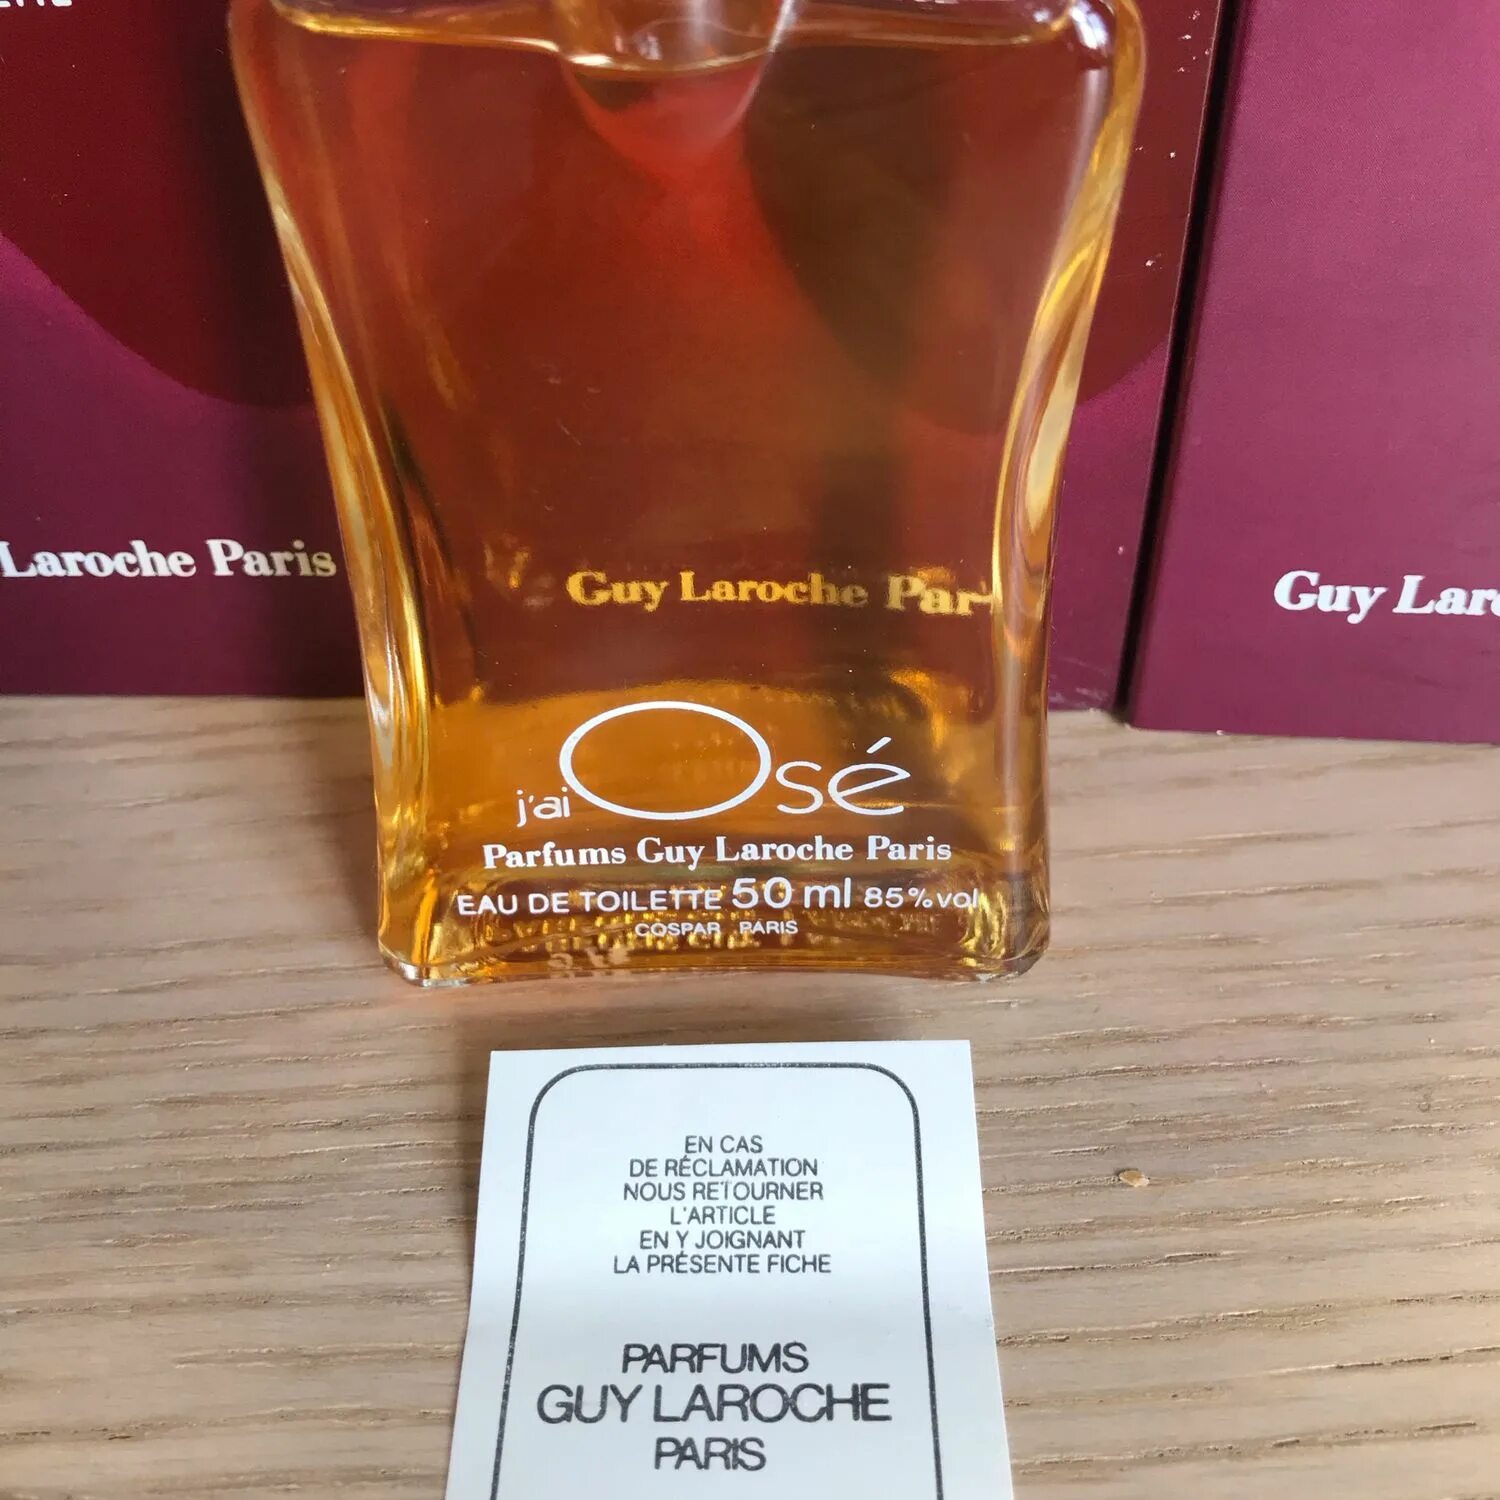 Laroche Paris
Guy Laroche Par
Guy Laro
j'ai Osé
Parfums Guy Laroche Paris
EAU DE TOILETTE 50 ml 85% vol
COSPAR PARIS
EN CAS
DE RÉCLAMATION
NOUS RETOURNER
L'ARTICLE
EN Y JOIGNANT
LA PRÉSENTE FICHE
PARFUMS
GUY LAROCHE
PARIS